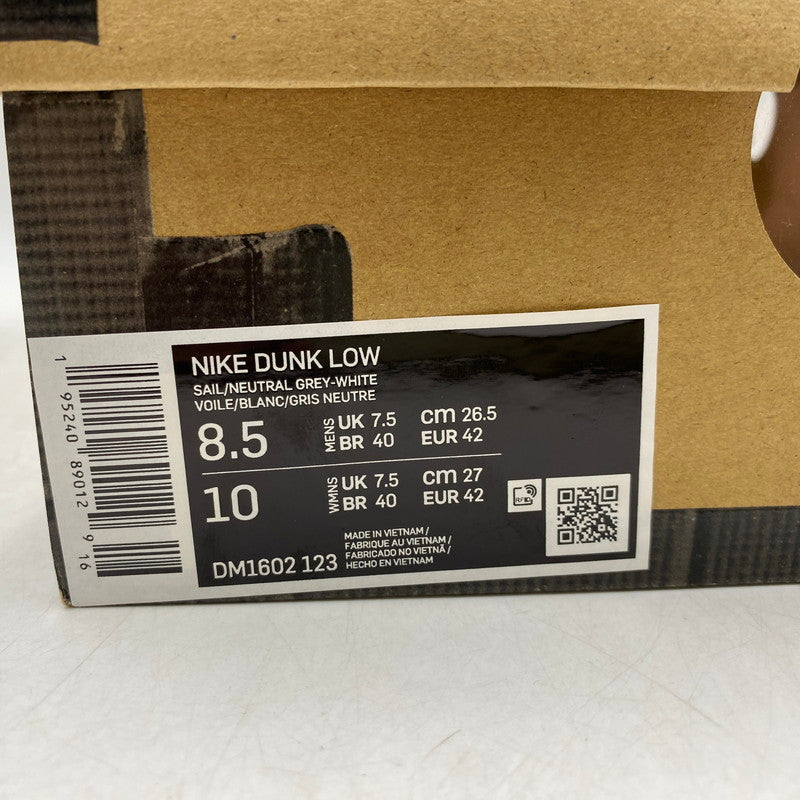 NIKE DUNK LOW
SAIL/NEUTRAL GREY-WHITE
VOILE/BLANC/GRIS NEUTRE
8.5 MENS UK 7.5 cm 26.5
BR 40 EUR 42
10 WMNS UK 7.5 cm 27
BR 40 EUR 42
RFID
MADE IN VIETNAM /
FABRIQUE AU VIETNAM /
FABRICADO NO VIETNÃ /
DM1602 123 HECHO EN VIETNAM
1 95240 89012 9 16